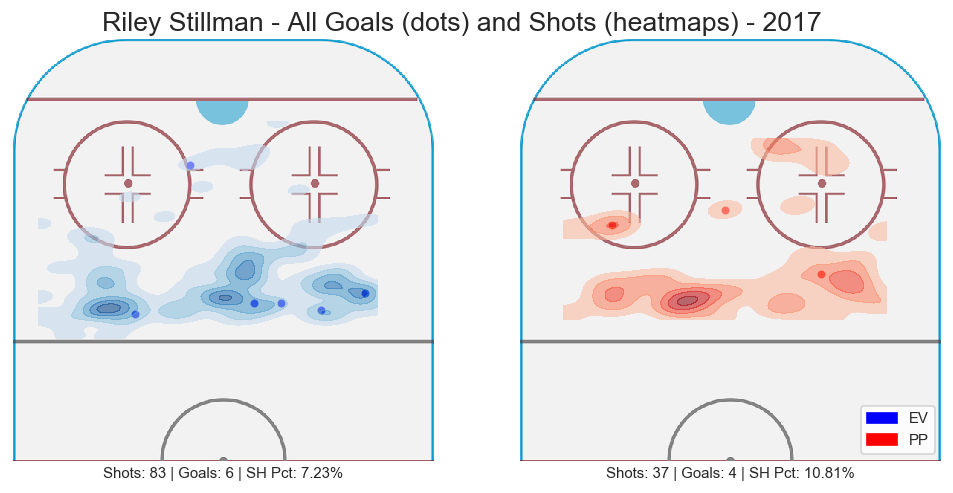 Riley Stillman - All Goals (dots) and Shots (heatmaps) - 2017
EV
PP
Shots: 83 | Goals: 6 | SH Pct: 7.23%
Shots: 37 | Goals: 4 | SH Pct: 10.81%